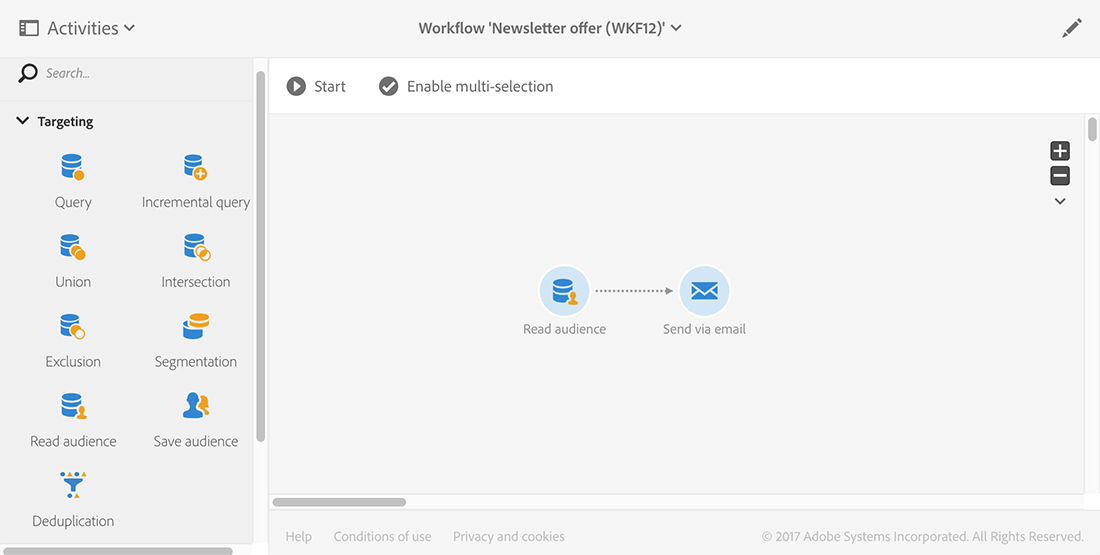 Activities
Workflow 'Newsletter offer (WKF12)'
Search...
Start
Enable multi-selection
Targeting
Query
Incremental query
Union
Intersection
Exclusion
Segmentation
Read audience
Save audience
Deduplication
Read audience
Send via email
Help
Conditions of use
Privacy and cookies
© 2017 Adobe Systems Incorporated. All Rights Reserved.